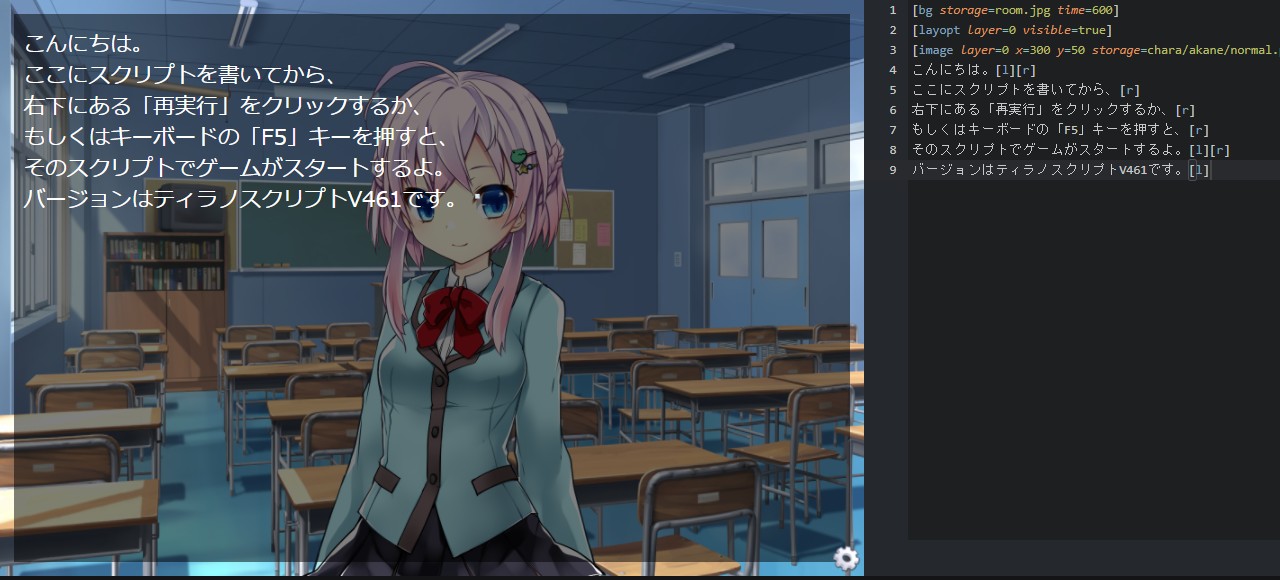 こんにちは。
ここにスクリプトを書いてから、
右下にある「再実行」をクリックするか、
もしくはキーボードの「F5」キーを押すと、
そのスクリプトでゲームがスタートするよ。
バージョンはティラノスクリプトV461です。
1 [bg storage=room.jpg time=600]
2 [layopt layer=0 visible=true]
3 [image layer=0 x=300 y=50 storage=chara/akane/normal.
4 こんにちは。[l][r]
5 ここにスクリプトを書いてから、[r]
6 右下にある「再実行」をクリックするか、[r]
7 もしくはキーボードの「F5」キーを押すと、[r]
8 そのスクリプトでゲームがスタートするよ。[l][r]
9 バージョンはティラノスクリプトV461です。[l]